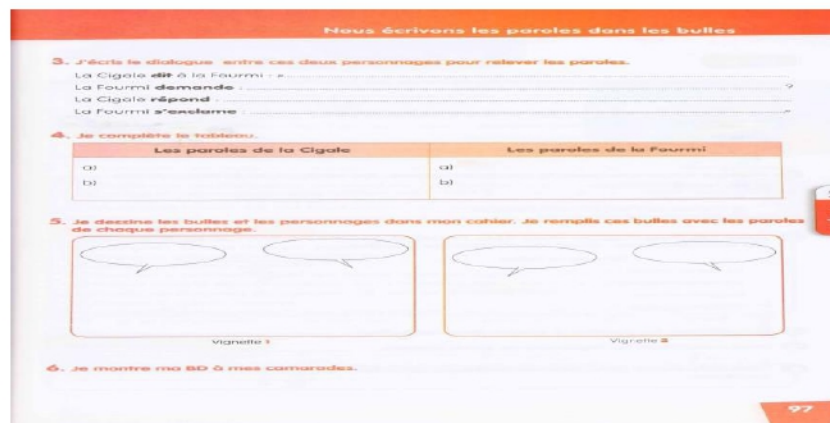 Nous écrivons les paroles dans les bulles
3. J'écris le dialogue entre ces deux personnages pour relever les paroles.
La Cigale dit à la Fourmi : «
La Fourmi demande : ?
La Cigale répond :
La Fourmi s'exclame : »
4. Je complète le tableau.
Les paroles de la Cigale Les paroles de la Fourmi
a) a)
b) b)
5. Je dessine les bulles et les personnages dans mon cahier. Je remplis ces bulles avec les paroles
de chaque personnage.
Vignette 1 Vignette 2
6. Je montre ma BD à mes camarades.
97